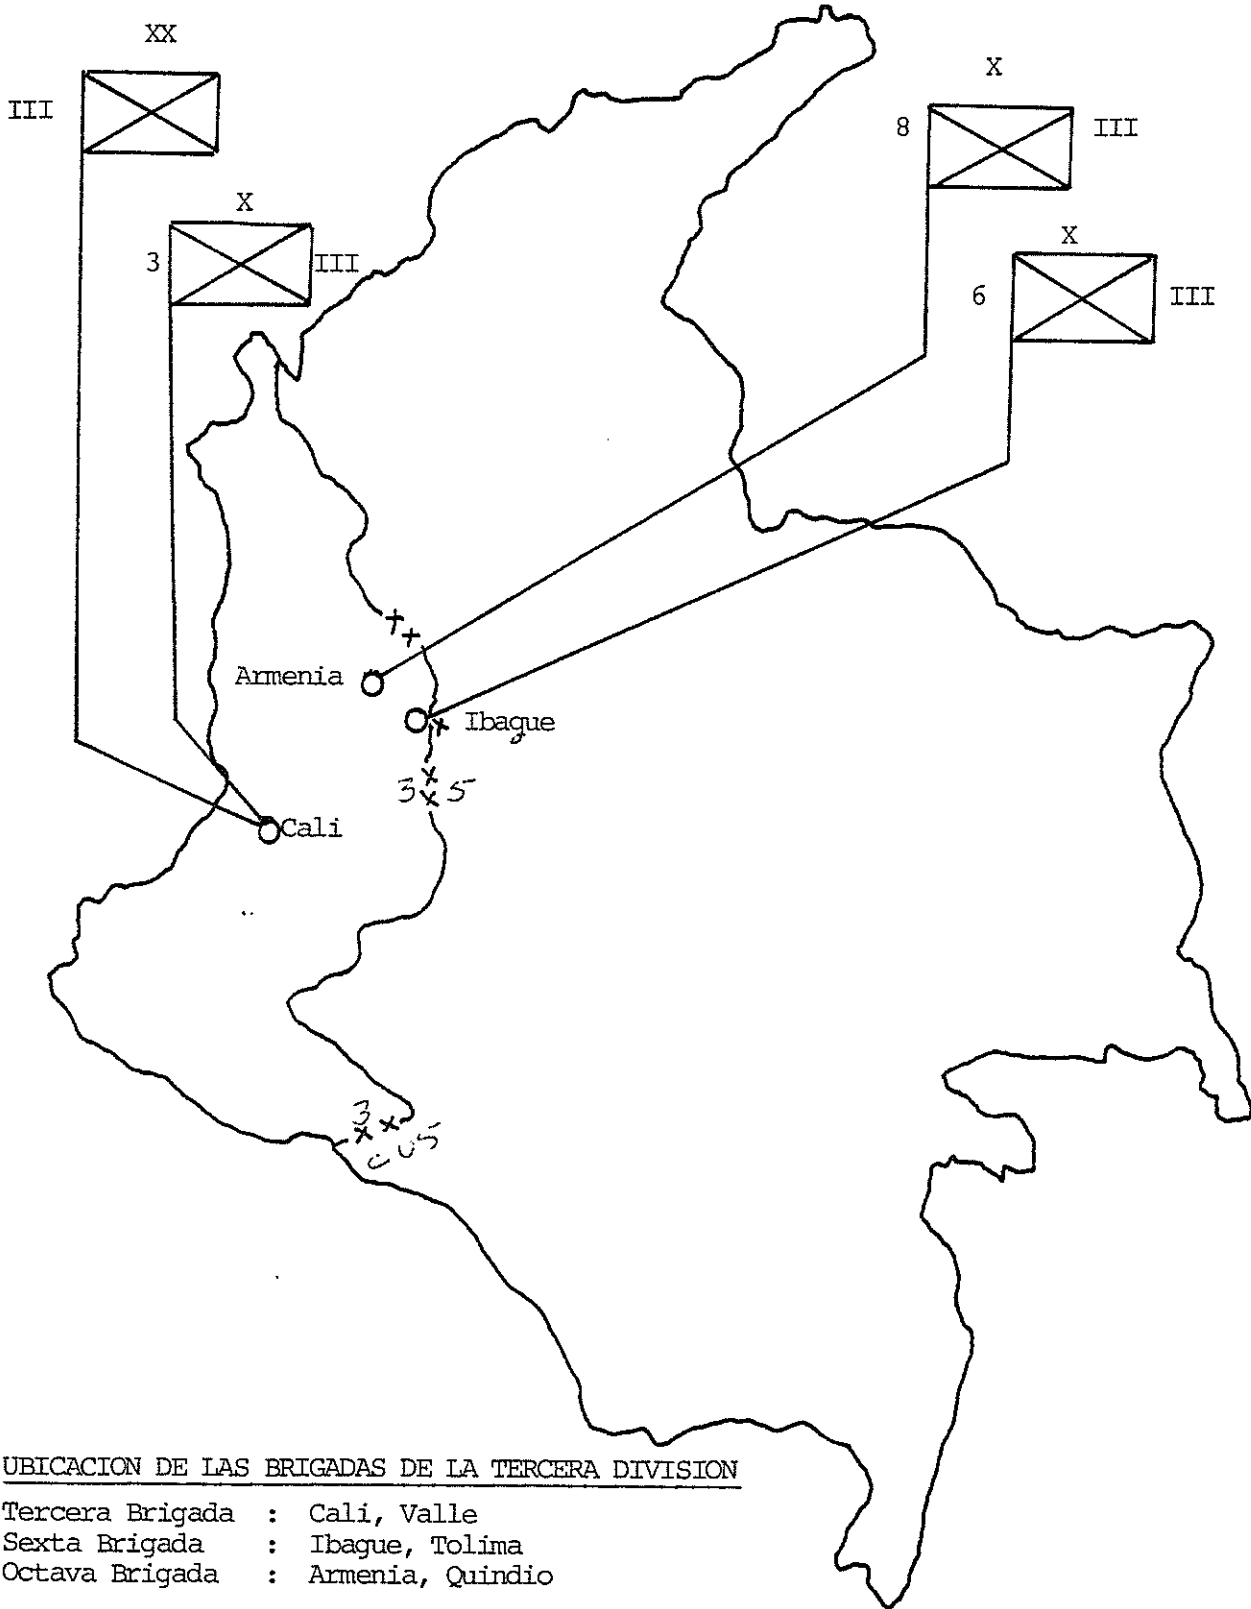 XX
III
X
3 III
X
8 III
X
6 III
Armenia
Ibague
3 x x 5
Cali
3
x x
5
UBICACION DE LAS BRIGADAS DE LA TERCERA DIVISION
Tercera Brigada : Cali, Valle
Sexta Brigada : Ibague, Tolima
Octava Brigada : Armenia, Quindio